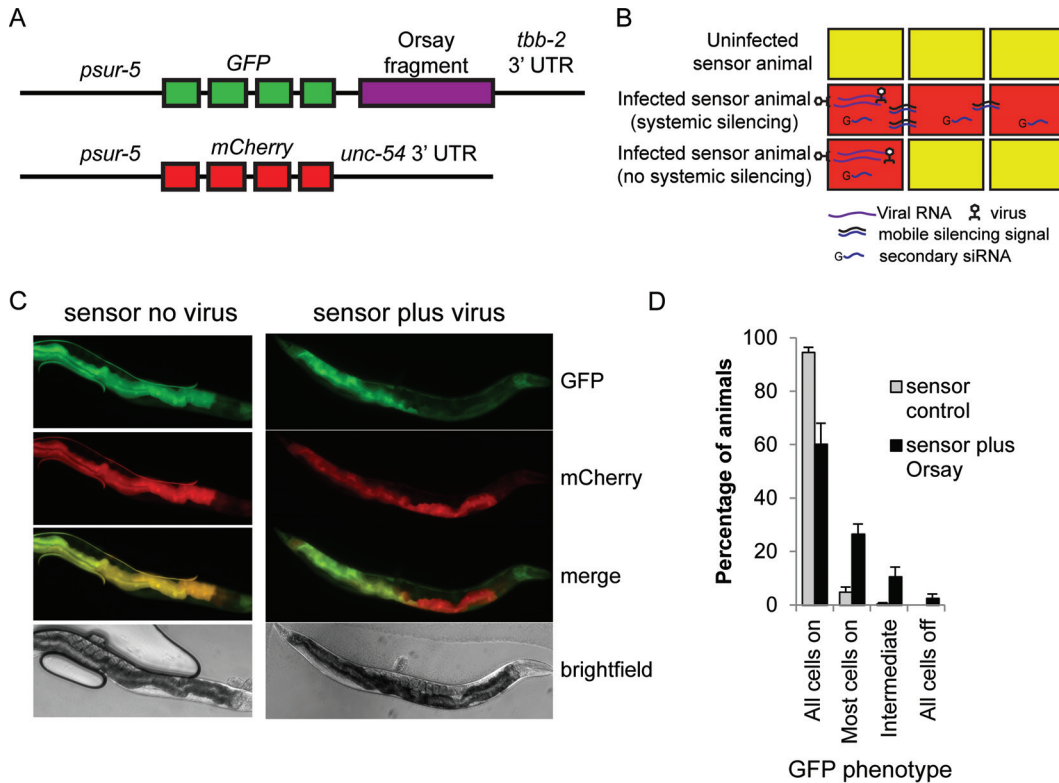 A
psur-5
GFP
Orsay
fragment
tbb-2
3' UTR
psur-5
mCherry
unc-54 3' UTR
B
Uninfected
sensor animal
Infected sensor animal
(systemic silencing)
G
G
G
Infected sensor animal
(no systemic silencing)
G
Viral RNA
virus
mobile silencing signal
G
secondary siRNA
C
sensor no virus
sensor plus virus
GFP
mCherry
merge
brightfield
D
Percentage of animals
100
80
60
40
20
0
sensor
control
sensor plus
Orsay
All cells on
Most cells on
Intermediate
All cells off
GFP phenotype